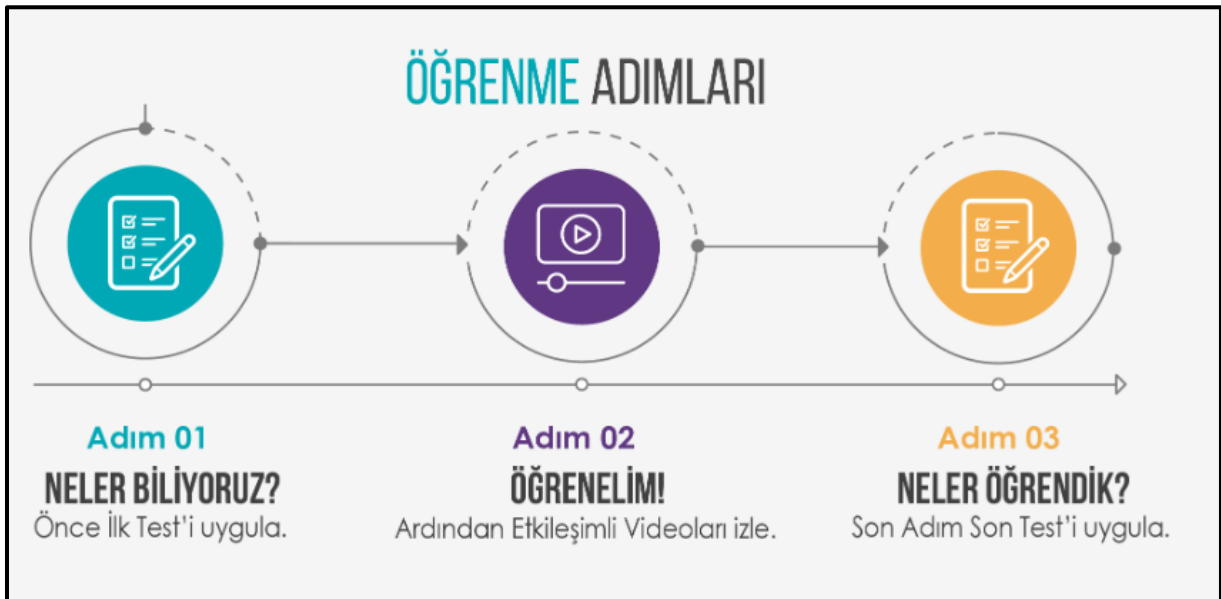 ÖĞRENME ADIMLARI
Adım 01
NELER BİLİYORUZ?
Önce İlk Test'i uygula.
Adım 02
ÖĞRENELİM!
Ardından Etkileşimli Videoları izle.
Adım 03
NELER ÖĞRENDİK?
Son Adım Son Test'i uygula.